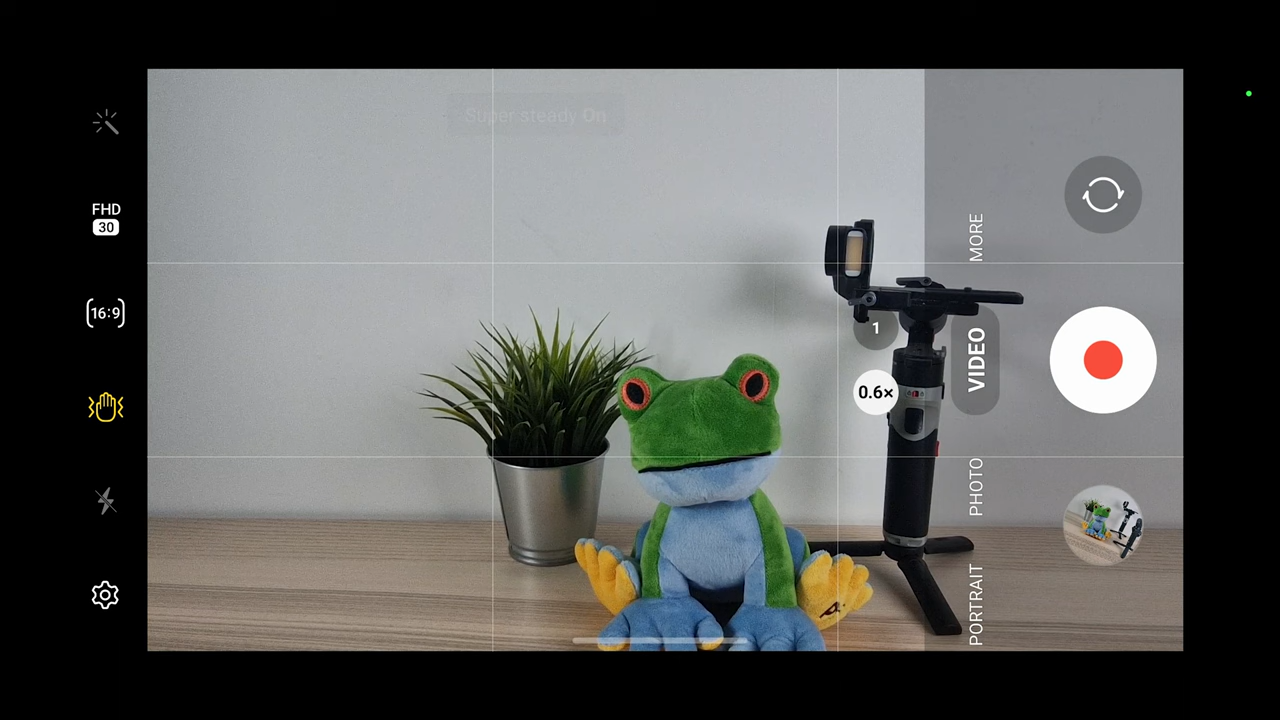 FHD
30
16:9
Super steady On
1
0.6×
MORE
VIDEO
PHOTO
PORTRAIT